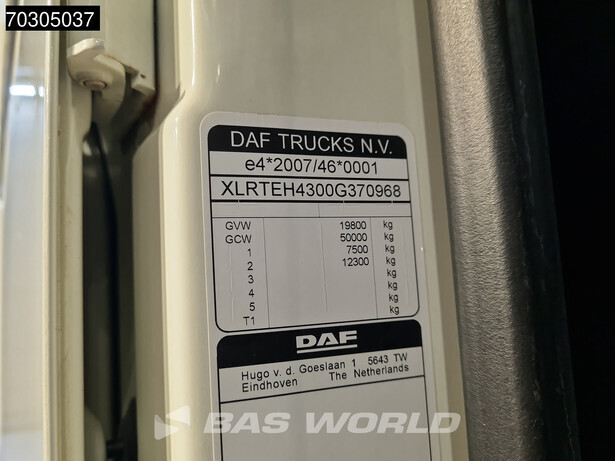 70305037
DAF TRUCKS N.V.
e4*2007/46*0001
XLRTEH4300G370968
GVW 19800 kg
GCW 50000 kg
1 7500 kg
2 12300 kg
3 kg
4 kg
5 kg
T1
DAF
Hugo v. d. Goeslaan 1 5643 TW
Eindhoven The Netherlands
BAS WORLD